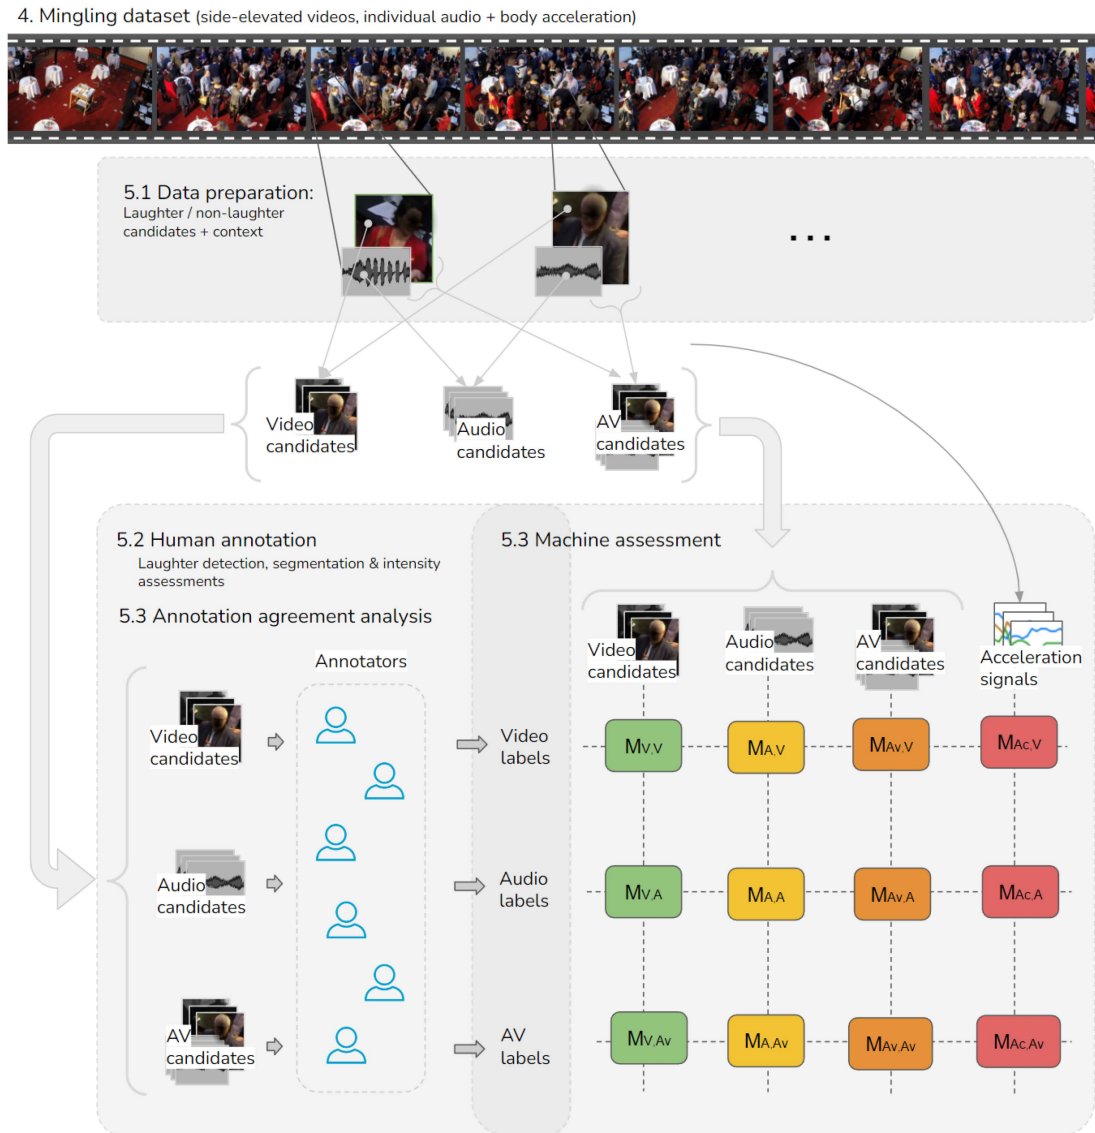 4. Mingling dataset (side-elevated videos, individual audio + body acceleration)
5.1 Data preparation:
Laughter / non-laughter
candidates + context
...
Video
candidates
Audio
candidates
AV
candidates
5.2 Human annotation
Laughter detection, segmentation & intensity
assessments
5.3 Annotation agreement analysis
Annotators
Video
candidates
Audio
candidates
AV
candidates
5.3 Machine assessment
Video
candidates
Audio
candidates
AV
candidates
Acceleration
signals
Video
labels
MV,V
MA,V
MAv,V
MAc,V
Audio
labels
MV,A
MA,A
MAv,A
MAc,A
AV
labels
MV,Av
MA,Av
MAv,Av
MAc,Av